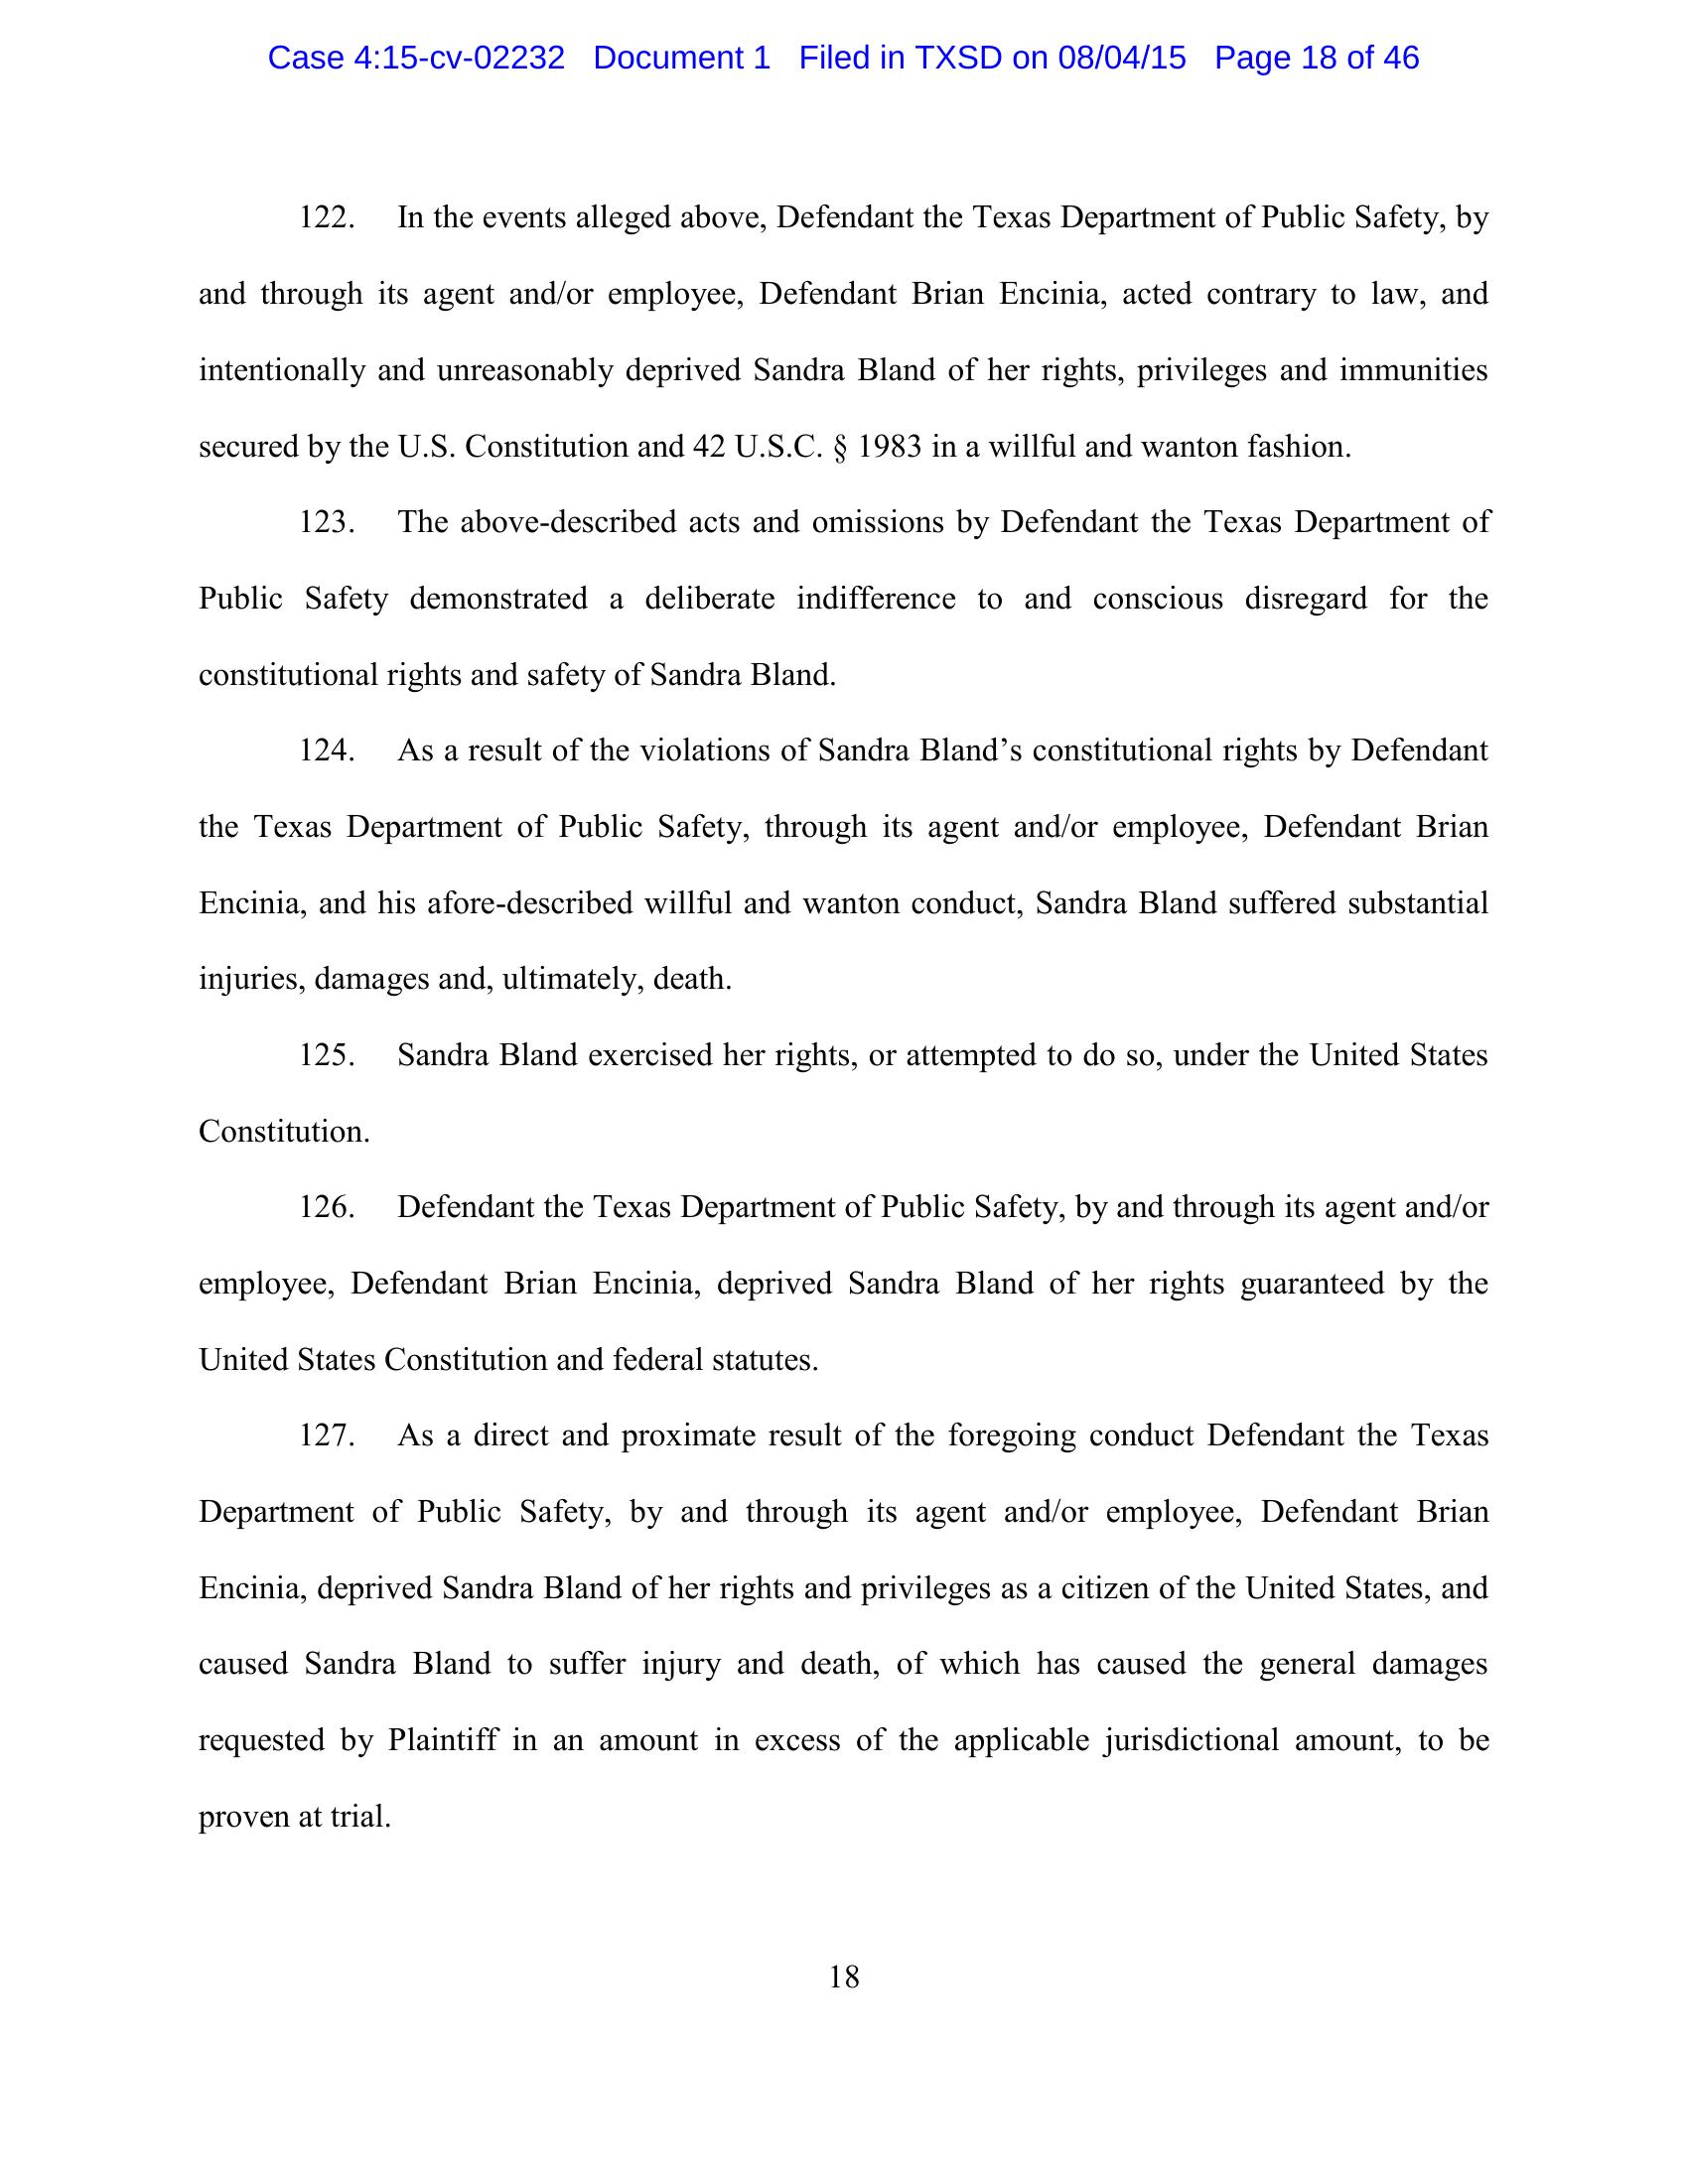 Case 4:15-cv-02232 Document 1 Filed in TXSD on 08/04/15 Page 18 of 46
122. In the events alleged above, Defendant the Texas Department of Public Safety, by
and through its agent and/or employee, Defendant Brian Encinia, acted contrary to law, and
intentionally and unreasonably deprived Sandra Bland of her rights, privileges and immunities
secured by the U.S. Constitution and 42 U.S.C. § 1983 in a willful and wanton fashion.
123. The above-described acts and omissions by Defendant the Texas Department of
Public Safety demonstrated a deliberate indifference to and conscious disregard for the
constitutional rights and safety of Sandra Bland.
124. As a result of the violations of Sandra Bland’s constitutional rights by Defendant
the Texas Department of Public Safety, through its agent and/or employee, Defendant Brian
Encinia, and his afore-described willful and wanton conduct, Sandra Bland suffered substantial
injuries, damages and, ultimately, death.
125. Sandra Bland exercised her rights, or attempted to do so, under the United States
Constitution.
126. Defendant the Texas Department of Public Safety, by and through its agent and/or
employee, Defendant Brian Encinia, deprived Sandra Bland of her rights guaranteed by the
United States Constitution and federal statutes.
127. As a direct and proximate result of the foregoing conduct Defendant the Texas
Department of Public Safety, by and through its agent and/or employee, Defendant Brian
Encinia, deprived Sandra Bland of her rights and privileges as a citizen of the United States, and
caused Sandra Bland to suffer injury and death, of which has caused the general damages
requested by Plaintiff in an amount in excess of the applicable jurisdictional amount, to be
proven at trial.
18